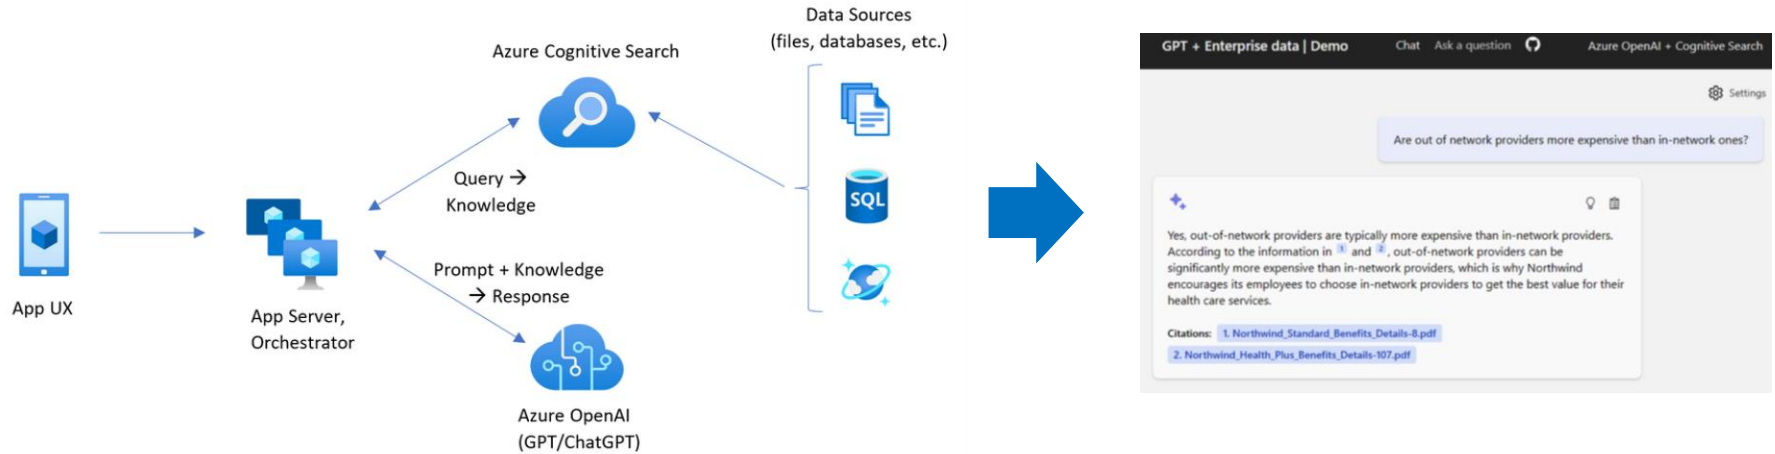 Data Sources
(files, databases, etc.)
Azure Cognitive Search
SQL
Query →
Knowledge
Prompt + Knowledge
→ Response
App UX
App Server,
Orchestrator
Azure OpenAI
(GPT/ChatGPT)
GPT + Enterprise data | Demo
Chat
Ask a question
Azure OpenAI + Cognitive Search
Settings
Are out of network providers more expensive than in-network ones?
Yes, out-of-network providers are typically more expensive than in-network providers.
According to the information in 1 and 2, out-of-network providers can be
significantly more expensive than in-network providers, which is why Northwind
encourages its employees to choose in-network providers to get the best value for their
health care services.
Citations: 1. Northwind_Standard_Benefits_Details-8.pdf
2. Northwind_Health_Plus_Benefits_Details-107.pdf